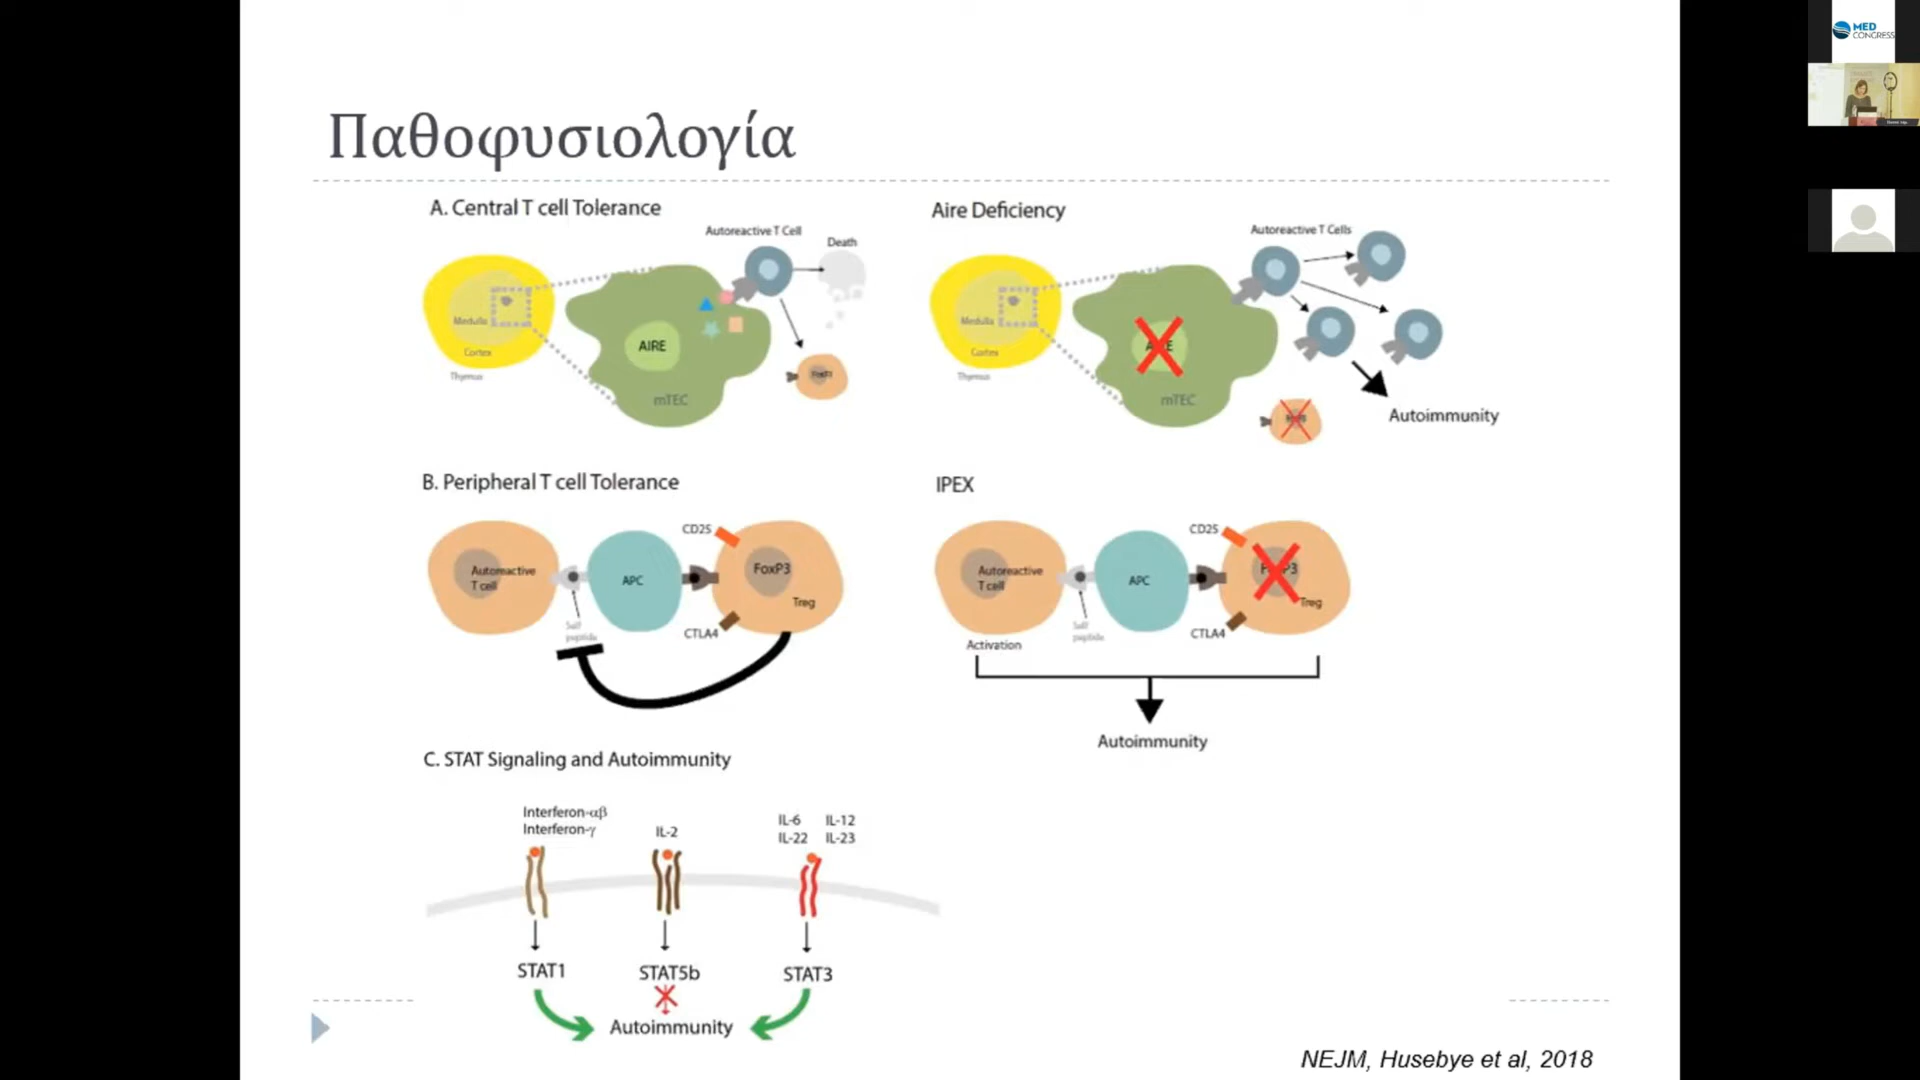 MED
CONGRESS
Παθοφυσιολογία
A. Central T cell Tolerance
Autoreactive T Cell
Death
Medulla
Cortex
Thymus
AIRE
mTEC
FoxP3
Aire Deficiency
Autoreactive T Cells
Medulla
Cortex
Thymus
mTEC
Autoimmunity
B. Peripheral T cell Tolerance
Autoreactive
T cell
Self
peptide
APC
CD25
FoxP3
Treg
CTLA4
IPEX
Autoreactive
T cell
Activation
Self
peptide
APC
CD25
FoxP3
Treg
CTLA4
Autoimmunity
C. STAT Signaling and Autoimmunity
Interferon-αβ
Interferon-γ
IL-2
IL-6 IL-12
IL-22 IL-23
STAT1
STAT5b
STAT3
Autoimmunity
NEJM, Husebye et al, 2018